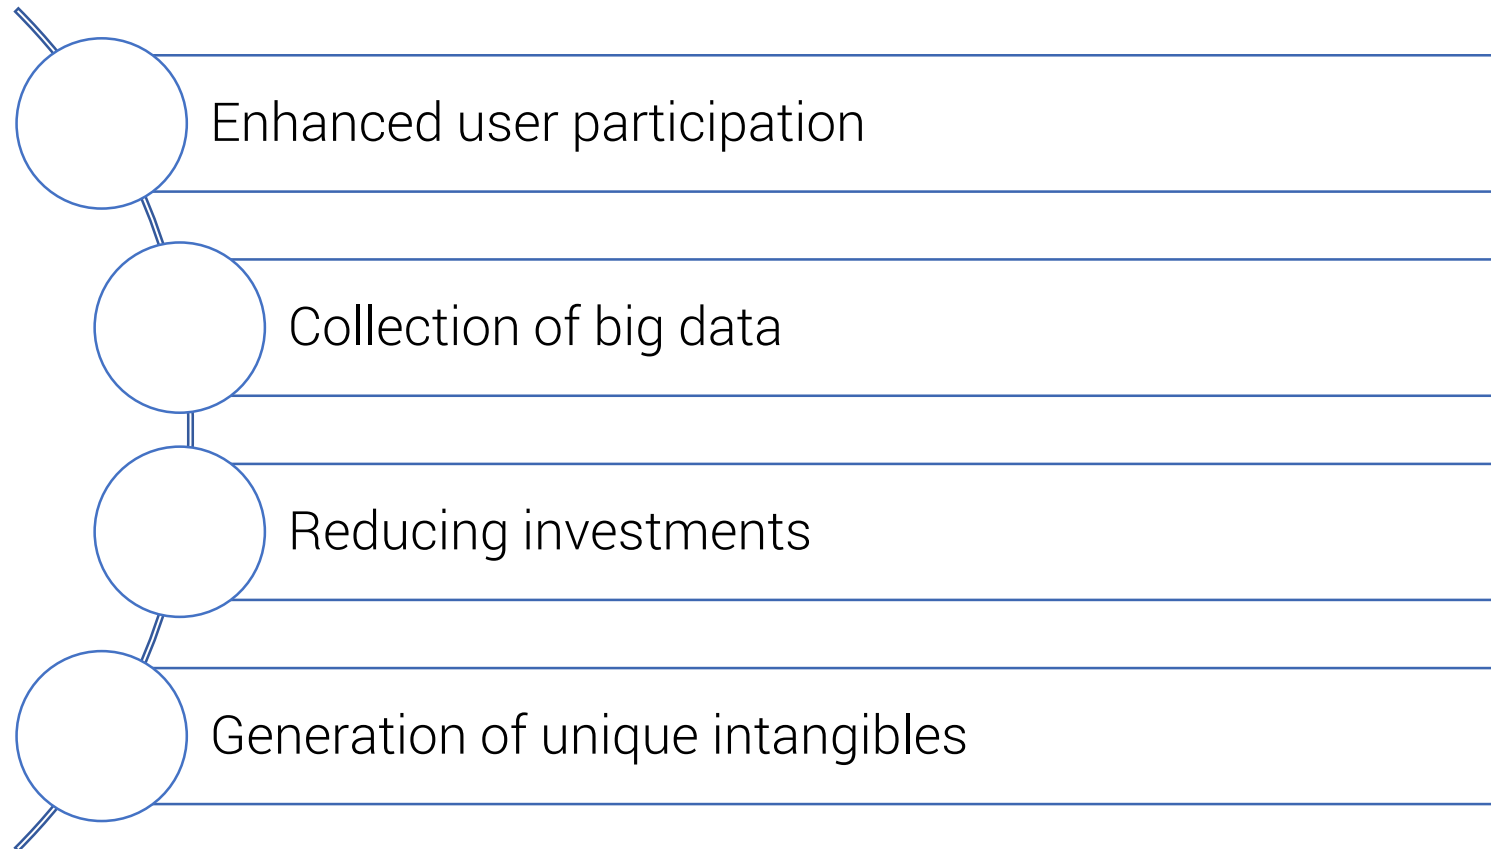 Enhanced user participation
Collection of big data
Reducing investments
Generation of unique intangibles